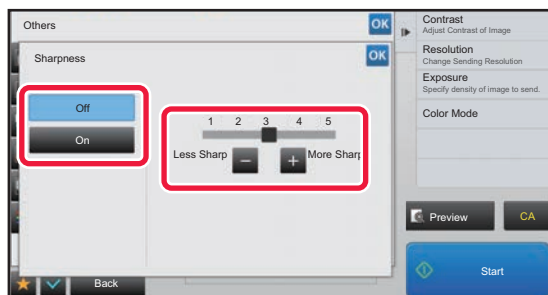 Others
OK
Sharpness
OK
Off
On
1 2 3 4 5
Less Sharp
More Sharp
Back
Contrast
Adjust Contrast of Image
Resolution
Change Sending Resolution
Exposure
Specify density of image to send.
Color Mode
Preview
CA
Start